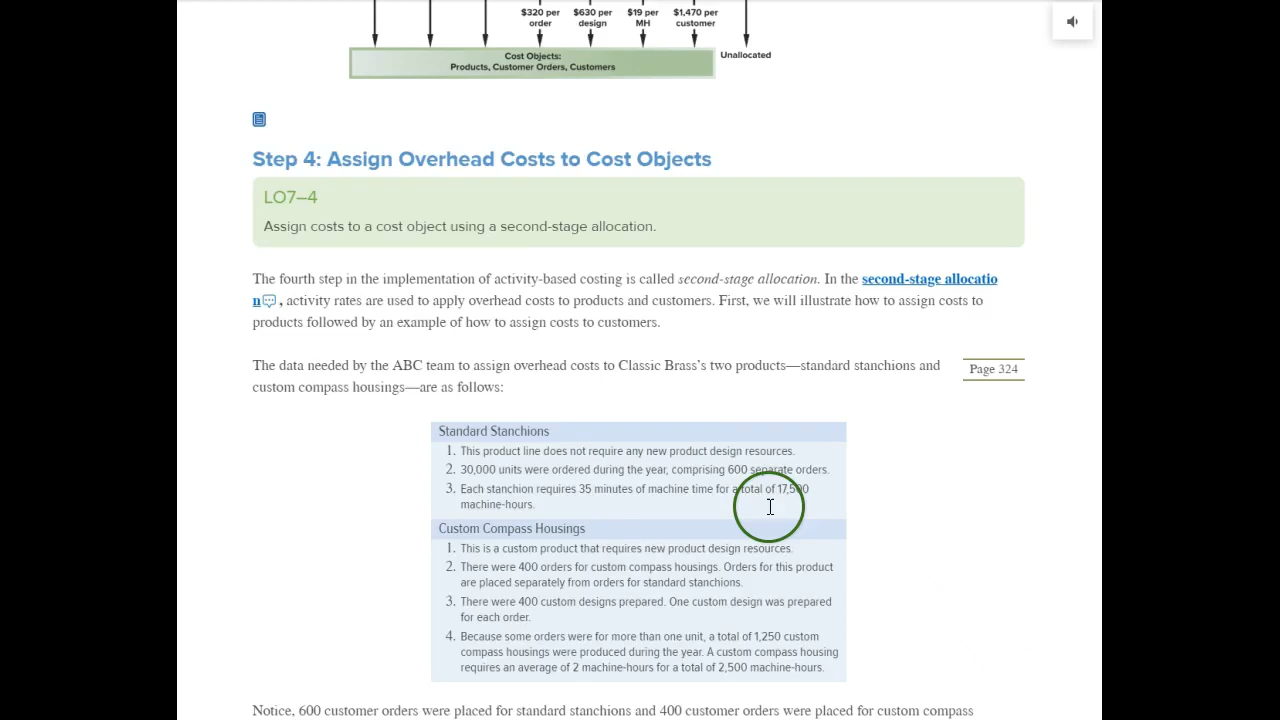 $320 per
order
$630 per
design
$19 per
MH
$1,470 per
customer
Cost Objects:
Products, Customer Orders, Customers
Unallocated
Step 4: Assign Overhead Costs to Cost Objects
LO7–4
Assign costs to a cost object using a second-stage allocation.
The fourth step in the implementation of activity-based costing is called second-stage allocation. In the second-stage allocatio
n, activity rates are used to apply overhead costs to products and customers. First, we will illustrate how to assign costs to
products followed by an example of how to assign costs to customers.
The data needed by the ABC team to assign overhead costs to Classic Brass’s two products—standard stanchions and
custom compass housings—are as follows:
Page 324
Standard Stanchions
1. This product line does not require any new product design resources.
2. 30,000 units were ordered during the year, comprising 600 separate orders.
3. Each stanchion requires 35 minutes of machine time for a total of 17,500
machine-hours.
Custom Compass Housings
1. This is a custom product that requires new product design resources.
2. There were 400 orders for custom compass housings. Orders for this product
are placed separately from orders for standard stanchions.
3. There were 400 custom designs prepared. One custom design was prepared
for each order.
4. Because some orders were for more than one unit, a total of 1,250 custom
compass housings were produced during the year. A custom compass housing
requires an average of 2 machine-hours for a total of 2,500 machine-hours.
Notice, 600 customer orders were placed for standard stanchions and 400 customer orders were placed for custom compass